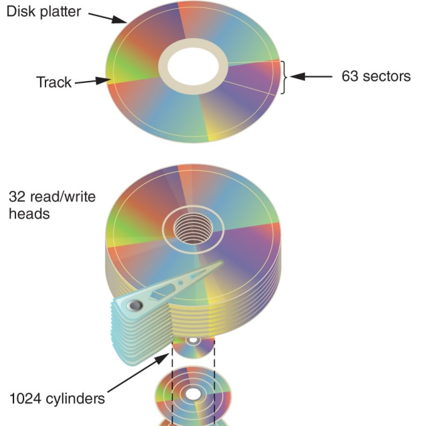 Disk platter
Track
63 sectors
32 read/write
heads
1024 cylinders